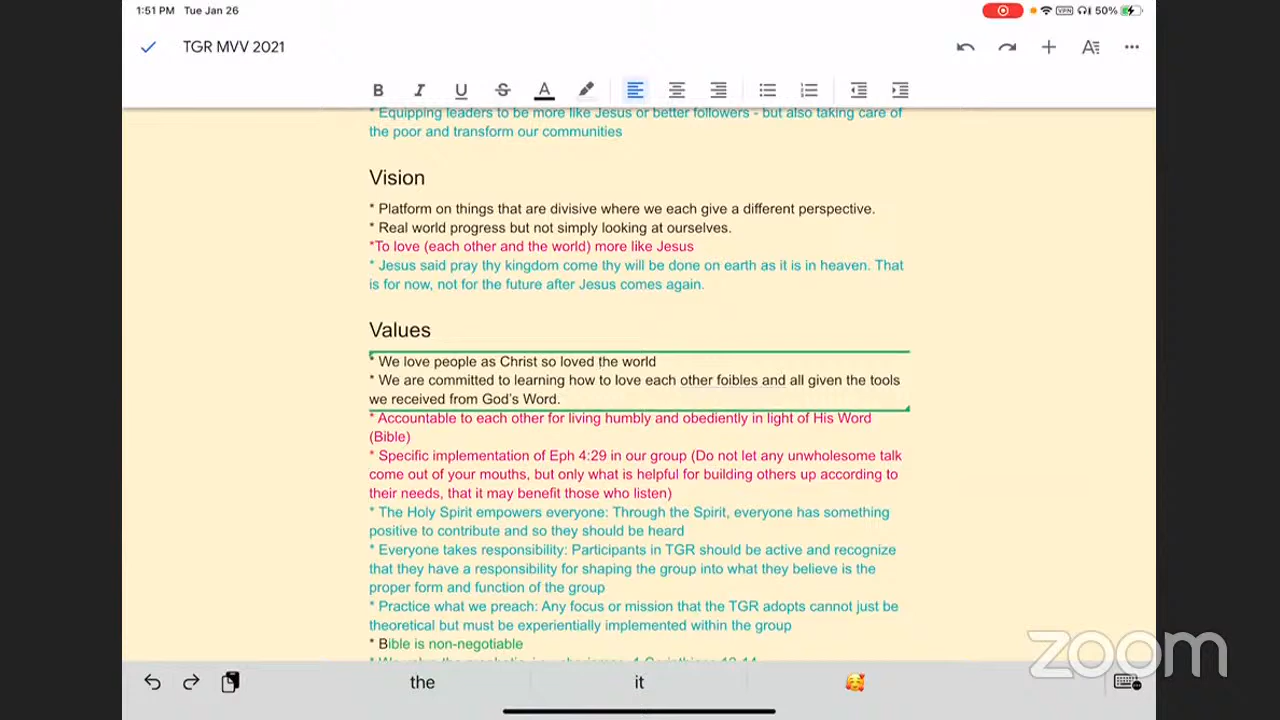 1:51 PM Tue Jan 26
VPN 50%
TGR MVV 2021
B I U S A A
* Equipping leaders to be more like Jesus or better followers - but also taking care of
the poor and transform our communities
Vision
* Platform on things that are divisive where we each give a different perspective.
* Real world progress but not simply looking at ourselves.
*To love (each other and the world) more like Jesus
* Jesus said pray thy kingdom come thy will be done on earth as it is in heaven. That
is for now, not for the future after Jesus comes again.
Values
* We love people as Christ so loved the world
* We are committed to learning how to love each other foibles and all given the tools
we received from God's Word.
* Accountable to each other for living humbly and obediently in light of His Word
(Bible)
* Specific implementation of Eph 4:29 in our group (Do not let any unwholesome talk
come out of your mouths, but only what is helpful for building others up according to
their needs, that it may benefit those who listen)
* The Holy Spirit empowers everyone: Through the Spirit, everyone has something
positive to contribute and so they should be heard
* Everyone takes responsibility: Participants in TGR should be active and recognize
that they have a responsibility for shaping the group into what they believe is the
proper form and function of the group
* Practice what we preach: Any focus or mission that the TGR adopts cannot just be
theoretical but must be experientially implemented within the group
* Bible is non-negotiable
the it 🥰
zoom